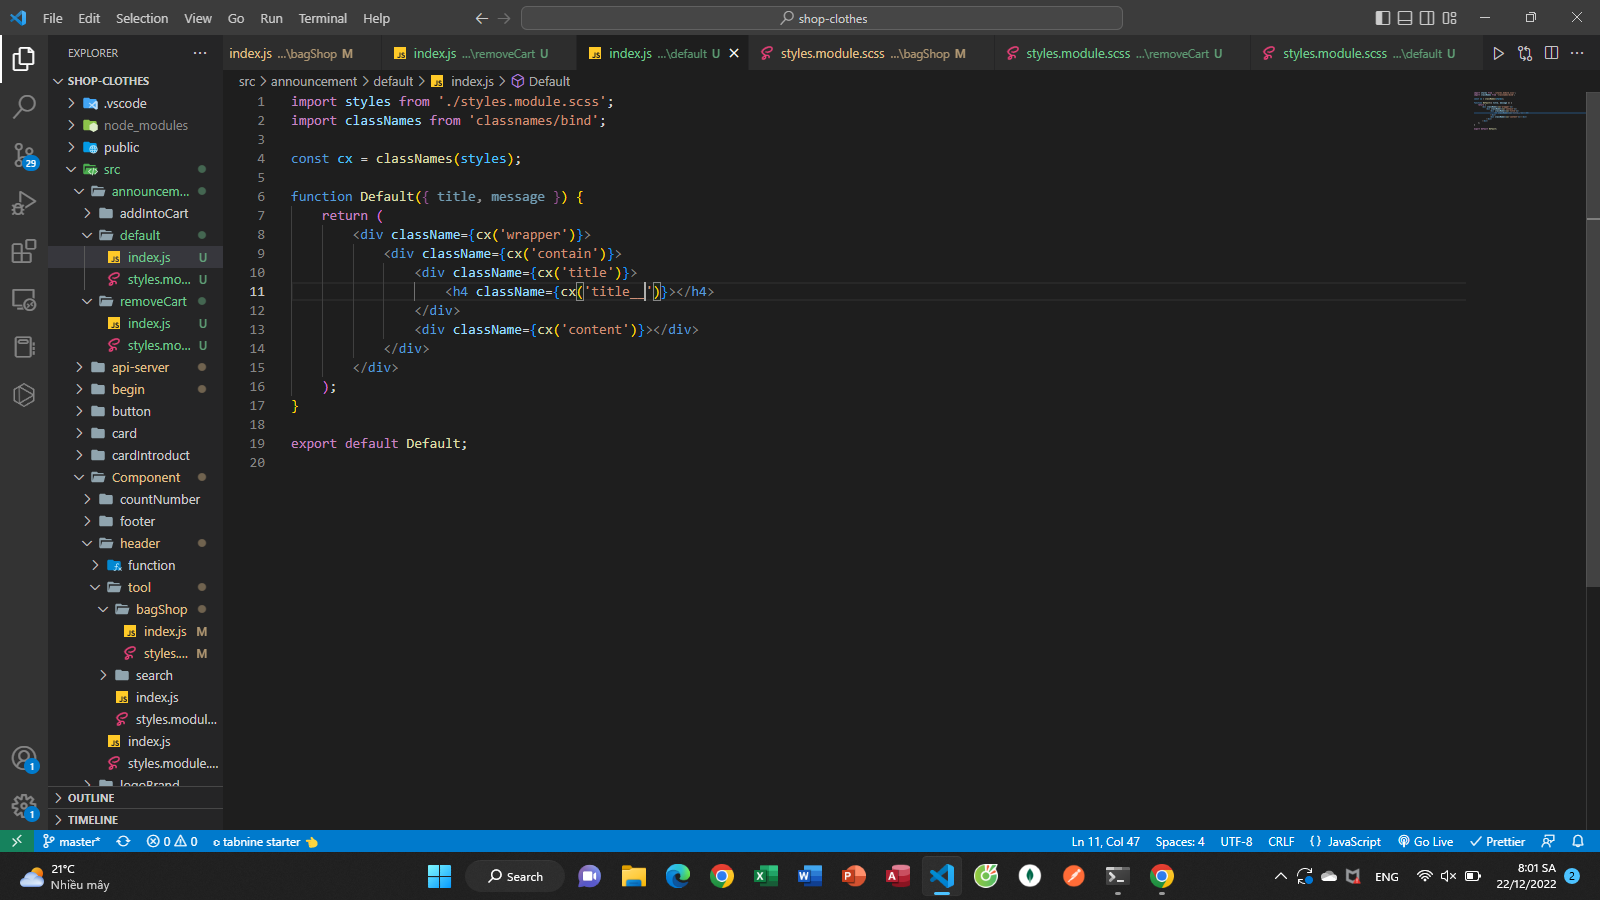 File Edit Selection View Go Run Terminal Help
shop-clothes
EXPLORER
index.js ...\bagShop M
index.js ...\removeCart U
index.js ...\default U
styles.module.scss ...\bagShop M
styles.module.scss ...\removeCart U
styles.module.scss ...\default U
src > announcement > default > index.js > Default
SHOP-CLOTHES
.vscode
node_modules
public
src
announcem...
addIntoCart
default
index.js U
styles.mo... U
removeCart
index.js U
styles.mo... U
api-server
begin
button
card
cardIntroduct
Component
countNumber
footer
header
function
tool
bagShop
index.js M
styles.... M
search
index.js
styles.modul...
index.js
styles.module....
logoBrand
OUTLINE
TIMELINE
29
1
1
1 import styles from './styles.module.scss';
2 import classNames from 'classnames/bind';
3
4 const cx = classNames(styles);
5
6 function Default({ title, message }) {
7 return (
8 <div className={cx('wrapper')}>
9 <div className={cx('contain')}>
10 <div className={cx('title')}>
11 <h4 className={cx('title__')}></h4>
12 </div>
13 <div className={cx('content')}></div>
14 </div>
15 </div>
16 );
17 }
18
19 export default Default;
20
master* 0 0 tabnine starter
Ln 11, Col 47 Spaces: 4 UTF-8 CRLF { } JavaScript Go Live Prettier
21°C
Nhiều mây
Search
ENG
8:01 SA
22/12/2022
2